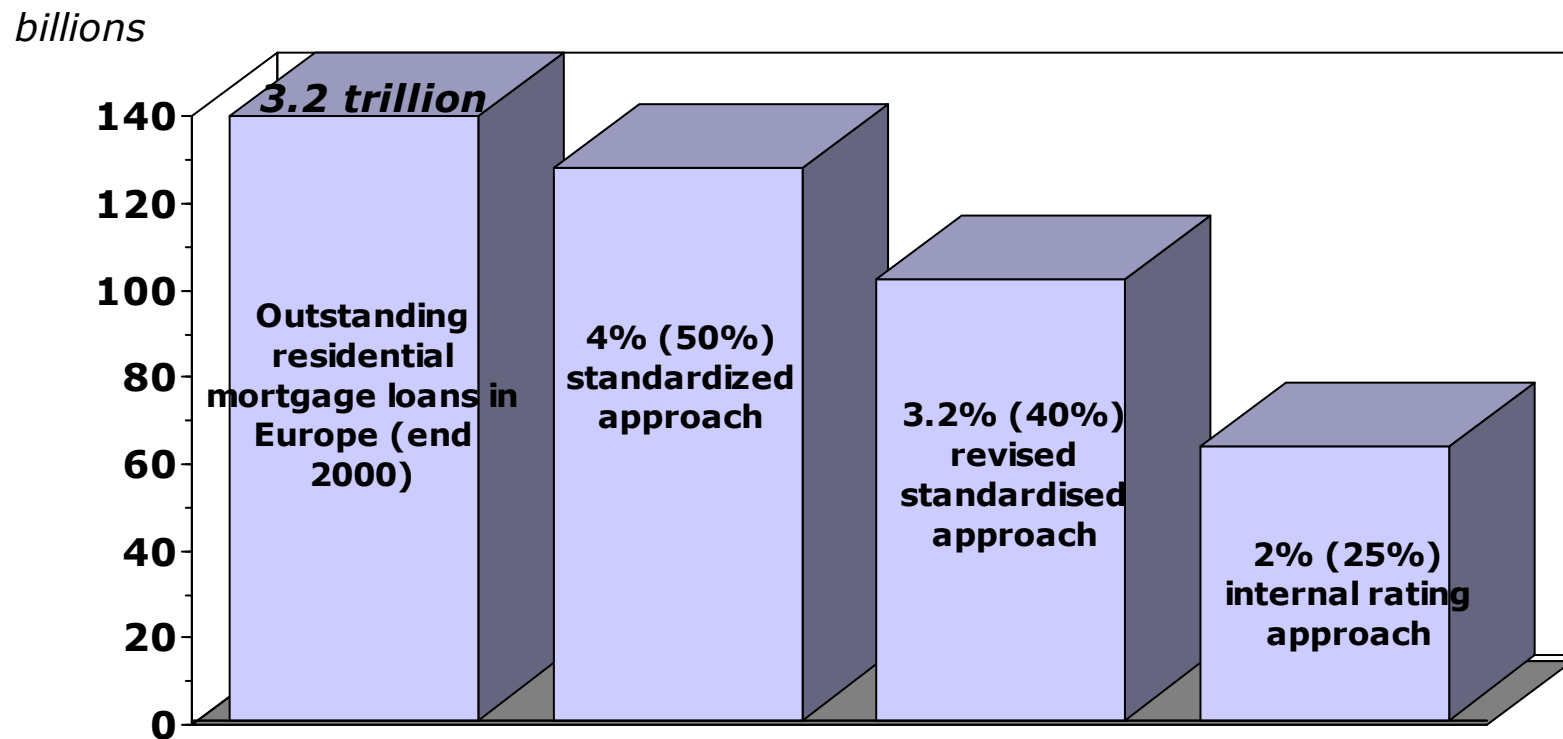 billions
3.2 trillion
140
120
100
80
60
40
20
0
Outstanding
residential
mortgage loans in
Europe (end
2000)
4% (50%)
standardized
approach
3.2% (40%)
revised
standardised
approach
2% (25%)
internal rating
approach